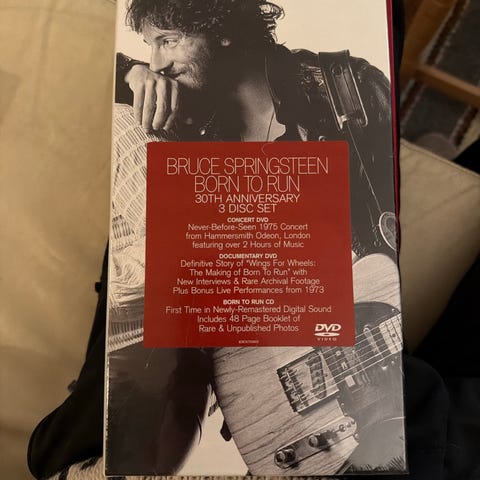 BRUCE SPRINGSTEEN
BORN TO RUN
30TH ANNIVERSARY
3 DISC SET
CONCERT DVD
Never-Before-Seen 1975 Concert
from Hammersmith Odeon, London
featuring over 2 Hours of Music
DOCUMENTARY DVD
Definitive Story of "Wings For Wheels:
The Making of Born To Run" with
New Interviews & Rare Archival Footage
Plus Bonus Live Performances from 1973
BORN TO RUN CD
First Time in Newly-Remastered Digital Sound
Includes 48 Page Booklet of
Rare & Unpublished Photos
DVD
VIDEO